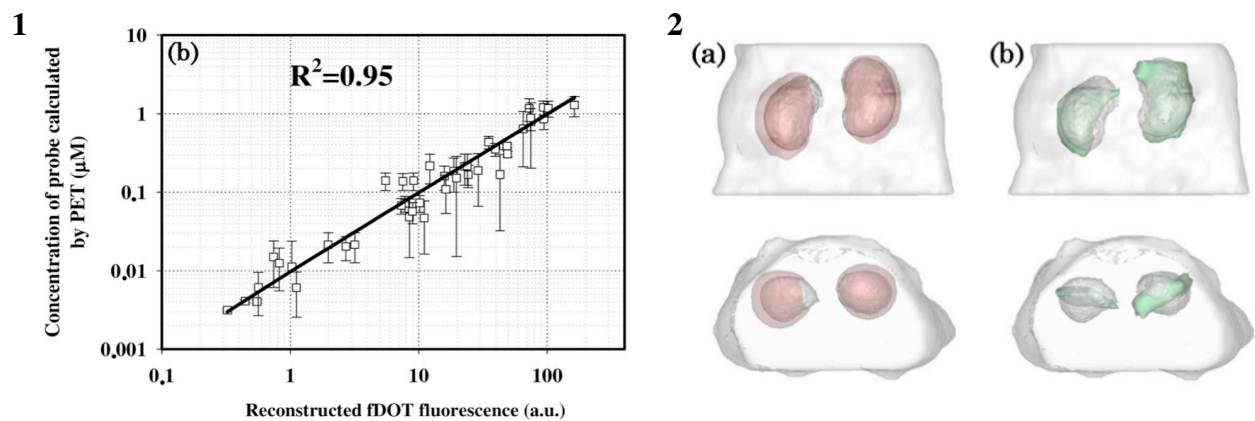 1
(b)
R²=0.95
Concentration of probe calculated
by PET (μM)
10
1
0.1
0.01
0.001
0.1
1
10
100
Reconstructed fDOT fluorescence (a.u.)
2
(a)
(b)